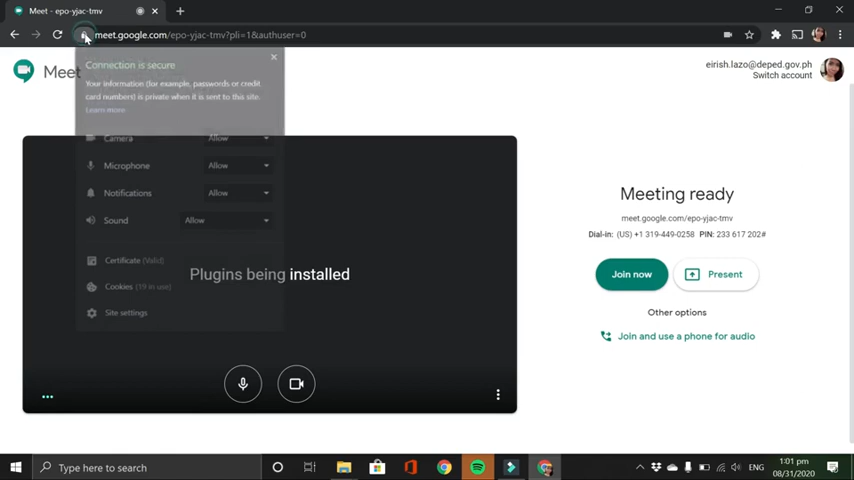 Meet - epo-yjac-tmv
meet.google.com/epo-yjac-tmv?pli=1&authuser=0
Meet
eirish.lazo@deped.gov.ph
Switch account
Connection is secure
Your information (for example, passwords or credit
card numbers) is private when it is sent to this site.
Learn more
Camera Allow
Microphone Allow
Notifications Allow
Sound Allow
Certificate (Valid)
Cookies (19 in use)
Site settings
Plugins being installed
Meeting ready
meet.google.com/epo-yjac-tmv
Dial-in: (US) +1 319-449-0258 PIN: 233 617 202#
Join now
Present
Other options
Join and use a phone for audio
Type here to search
ENG
1:01 pm
08/31/2020